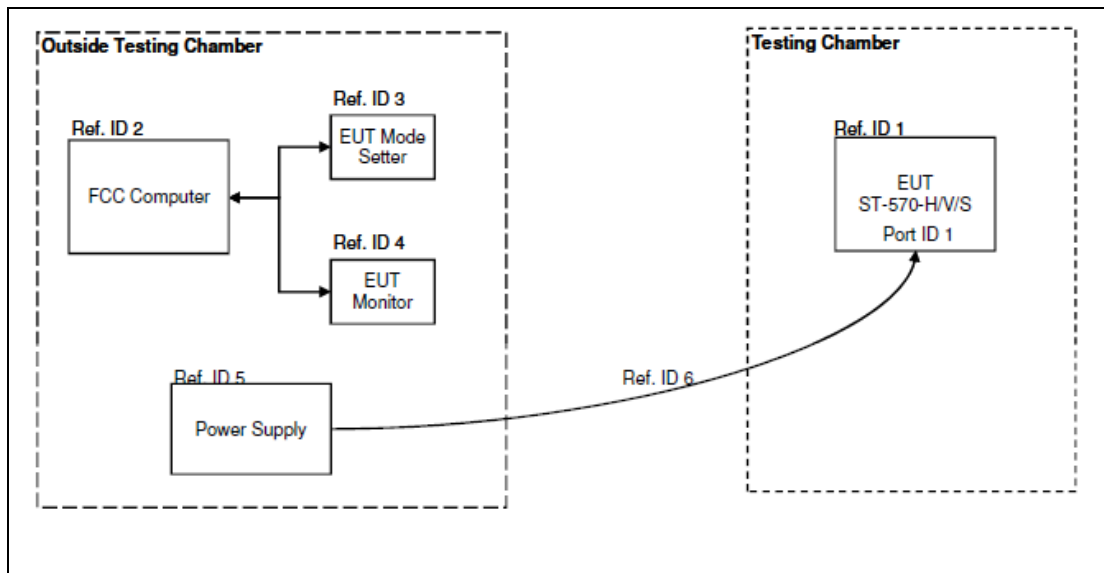 Outside Testing Chamber
Ref. ID 2
FCC Computer
Ref. ID 3
EUT Mode
Setter
Ref. ID 4
EUT
Monitor
Ref. ID 5
Power Supply
Ref. ID 6
Testing Chamber
Ref. ID 1
EUT
ST-570-H/V/S
Port ID 1